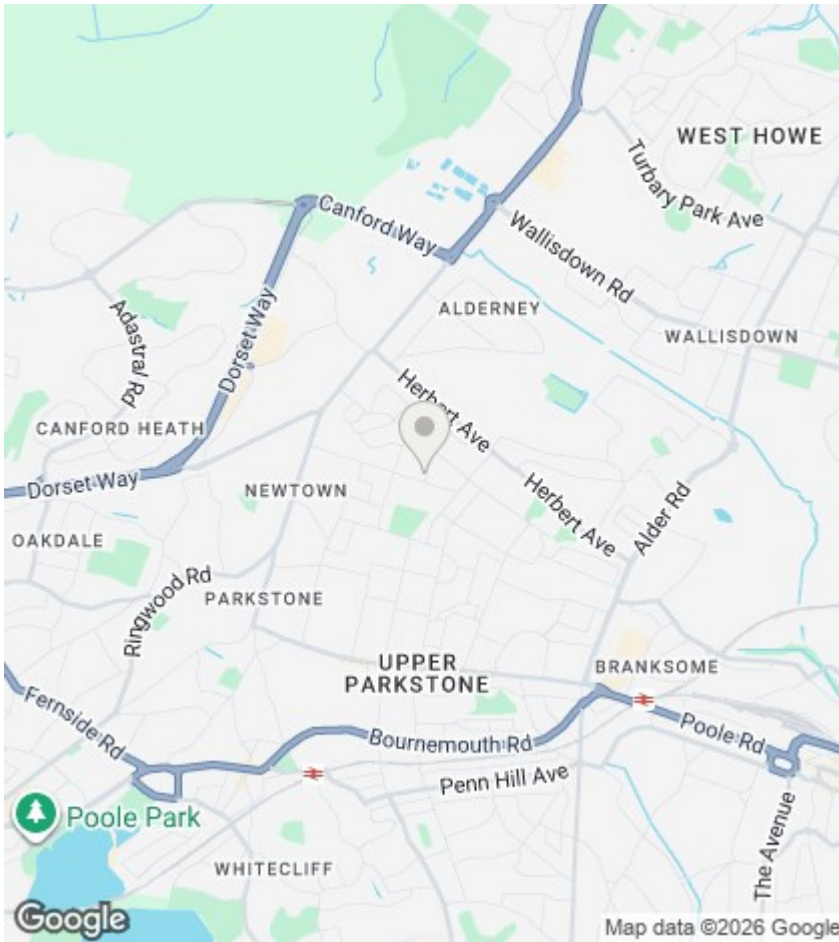 WEST HOWE
Turbary Park Ave
Canford Way
Wallisdown Rd
ALDERNEY
WALLISDOWN
Adastral Rd
Dorset Way
Herbert Ave
CANFORD HEATH
Dorset Way
NEWTOWN
Herbert Ave
Alder Rd
OAKDALE
Ringwood Rd
PARKSTONE
UPPER
PARKSTONE
BRANKSOME
Fernside Rd
Bournemouth Rd
Poole Rd
Penn Hill Ave
Poole Park
The Avenue
WHITECLIFF
Google
Map data ©2026 Google